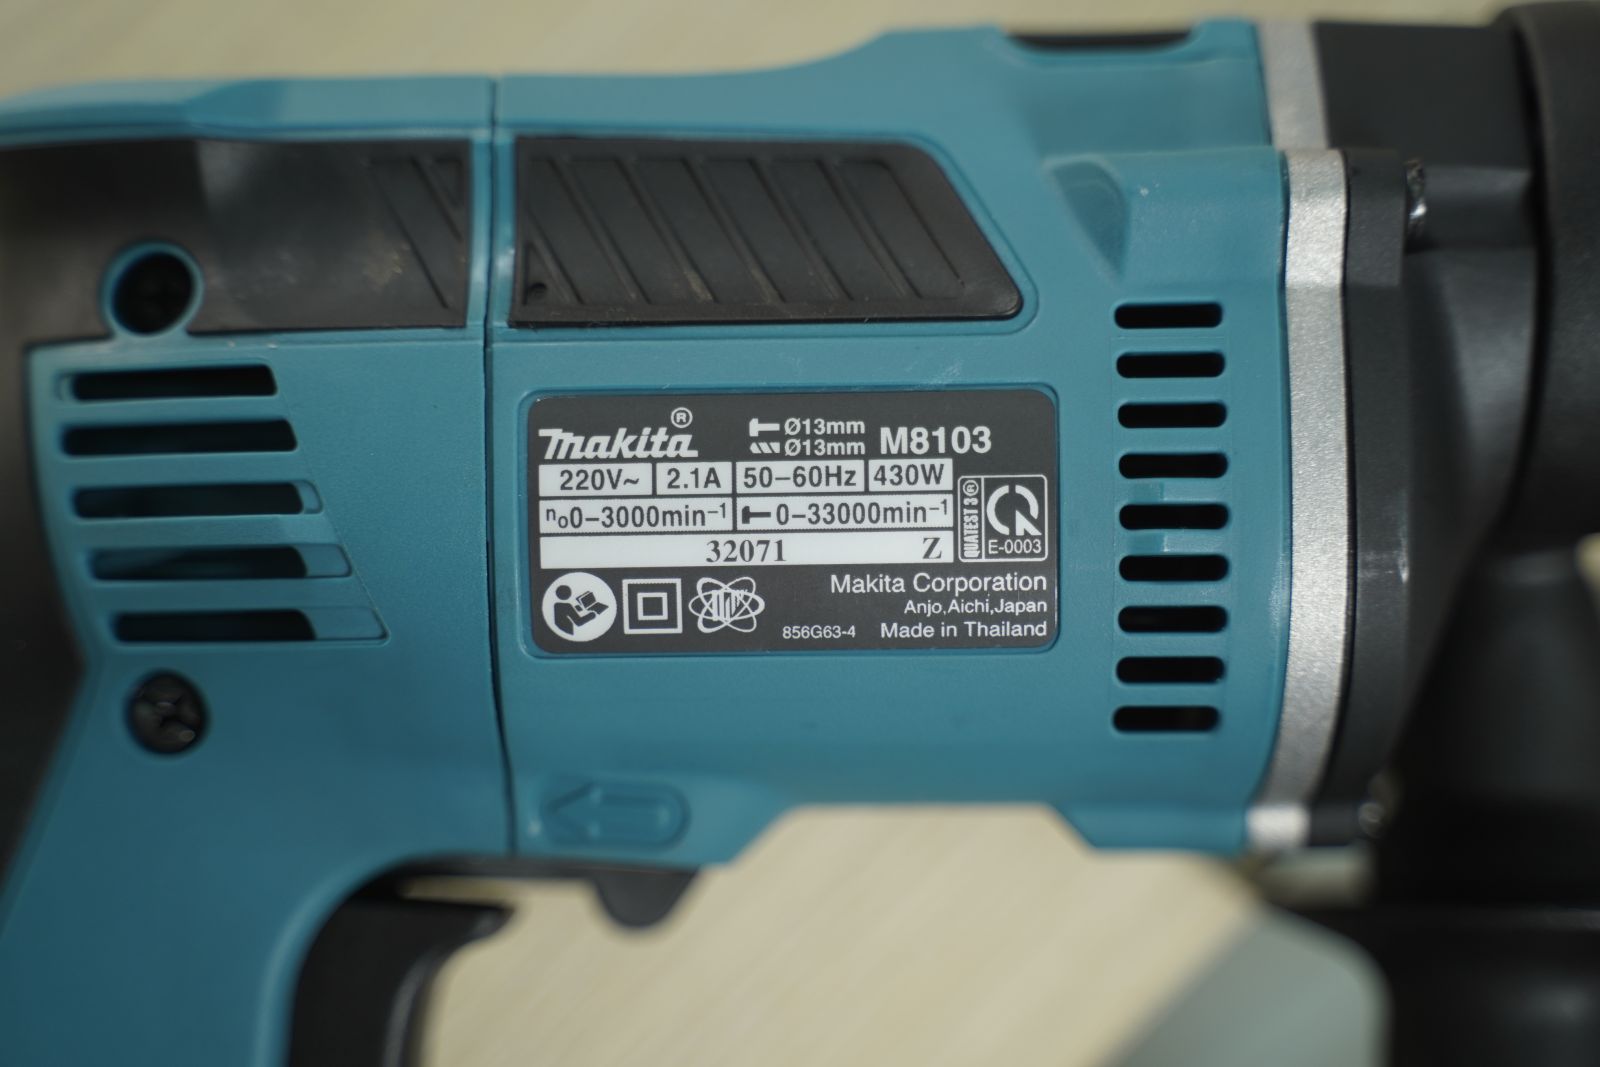 makita®
Ø13mm
Ø13mm
M8103
220V~ 2.1A 50-60Hz 430W
n₀0-3000min⁻¹ 0-33000min⁻¹
32071 Z
QUATEST 3®
CR
E-0003
Makita Corporation
Anjo,Aichi,Japan
856G63-4 Made in Thailand